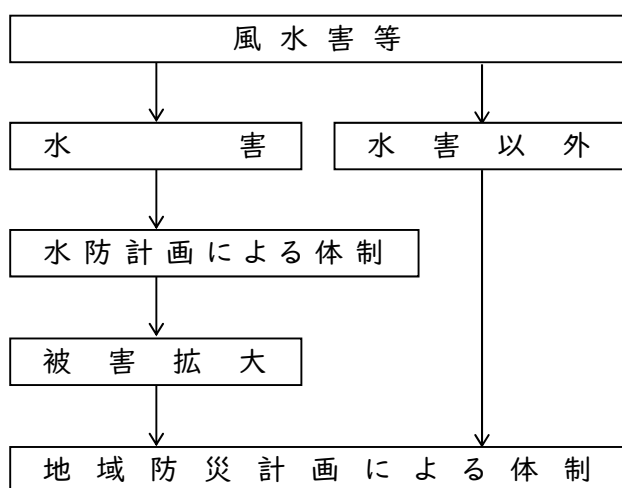 風水害等
水害
水害以外
水防計画による体制
被害拡大
地域防災計画による体制